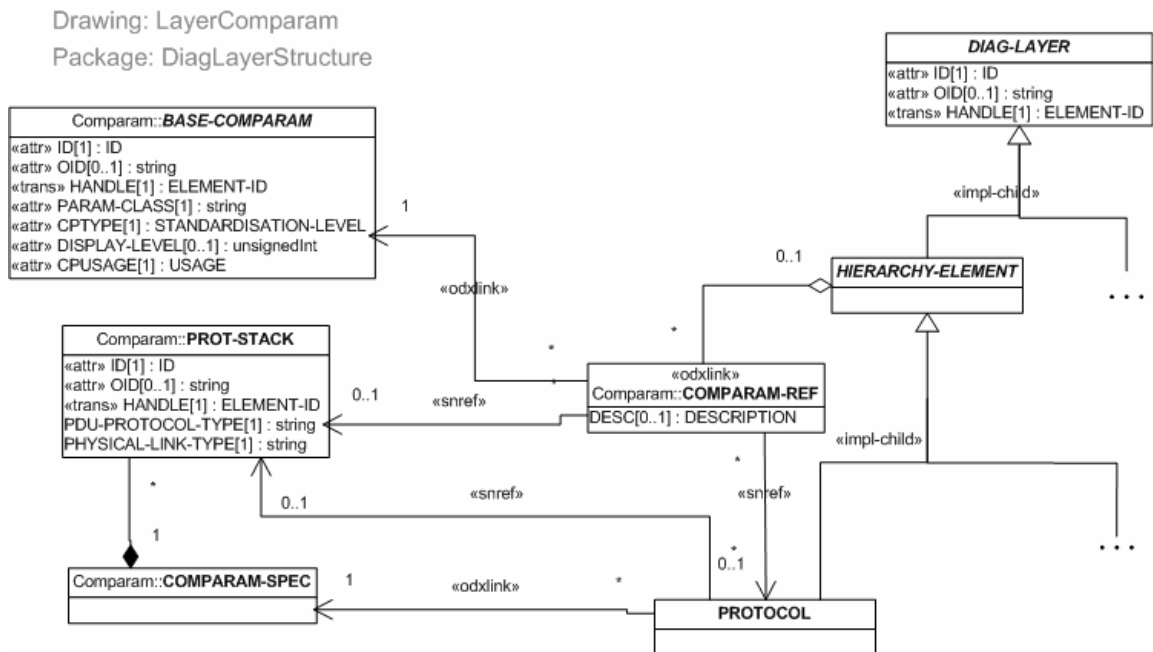 Drawing: LayerComparam
Package: DiagLayerStructure
DIAG-LAYER
«attr» ID[1] : ID
«attr» OID[0..1] : string
«trans» HANDLE[1] : ELEMENT-ID
Comparam::BASE-COMPARAM
«attr» ID[1] : ID
«attr» OID[0..1] : string
«trans» HANDLE[1] : ELEMENT-ID
«attr» PARAM-CLASS[1] : string
«attr» CPTYPE[1] : STANDARDISATION-LEVEL
«attr» DISPLAY-LEVEL[0..1] : unsignedInt
«attr» CPUSAGE[1] : USAGE
1
«impl-child»
0..1
HIERARCHY-ELEMENT
...
«odxlink»
*
*
*
Comparam::PROT-STACK
«attr» ID[1] : ID
«attr» OID[0..1] : string
«trans» HANDLE[1] : ELEMENT-ID
PDU-PROTOCOL-TYPE[1] : string
PHYSICAL-LINK-TYPE[1] : string
0..1
«snref»
«odxlink»
Comparam::COMPARAM-REF
DESC[0..1] : DESCRIPTION
«impl-child»
*
*
«snref»
«snref»
0..1
...
*
1
*
0..1
Comparam::COMPARAM-SPEC
1
«odxlink»
*
PROTOCOL